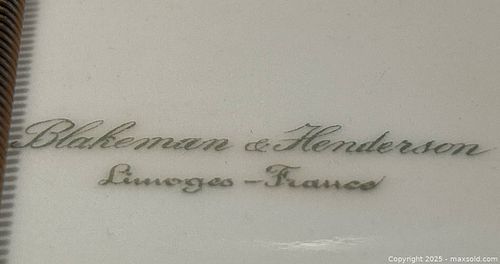 Blakeman & Henderson
Limoges - France
Copyright © 2025 - maxsold.com